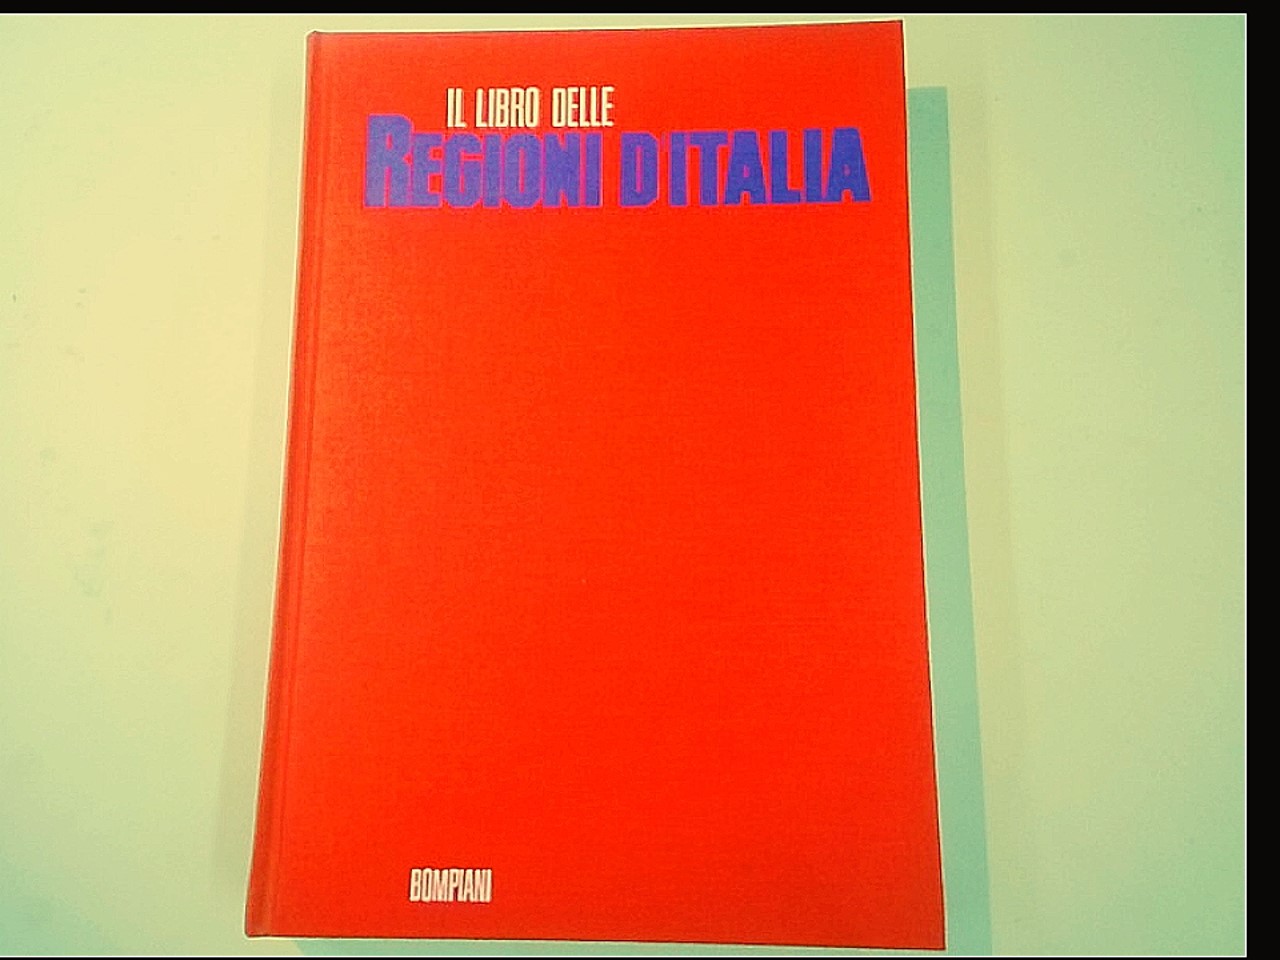 IL LIBRO DELLE
REGIONI D'ITALIA
BOMPIANI